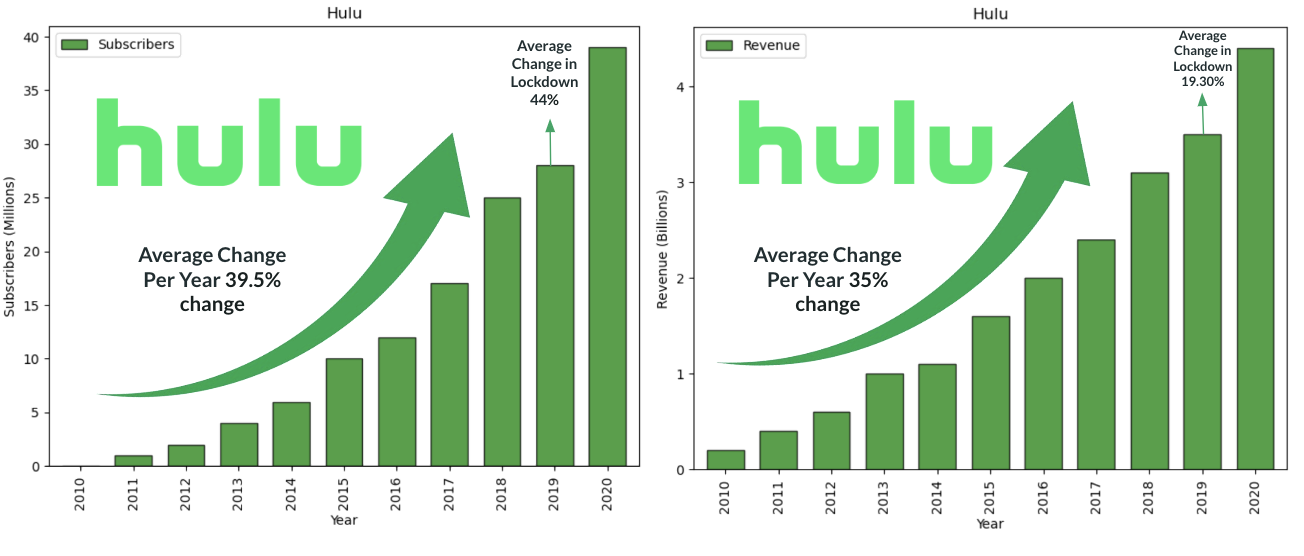 Hulu
Subscribers
Average
Change in
Lockdown
44%
hulu
Average Change
Per Year 39.5%
change
Subscribers (Millions)
40
35
30
25
20
15
10
5
0
2010
2011
2012
2013
2014
2015
2016
2017
2018
2019
2020
Year
Hulu
Revenue
Average
Change in
Lockdown
19.30%
hulu
Average Change
Per Year 35%
change
Revenue (Billions)
4
3
2
1
0
2010
2011
2012
2013
2014
2015
2016
2017
2018
2019
2020
Year